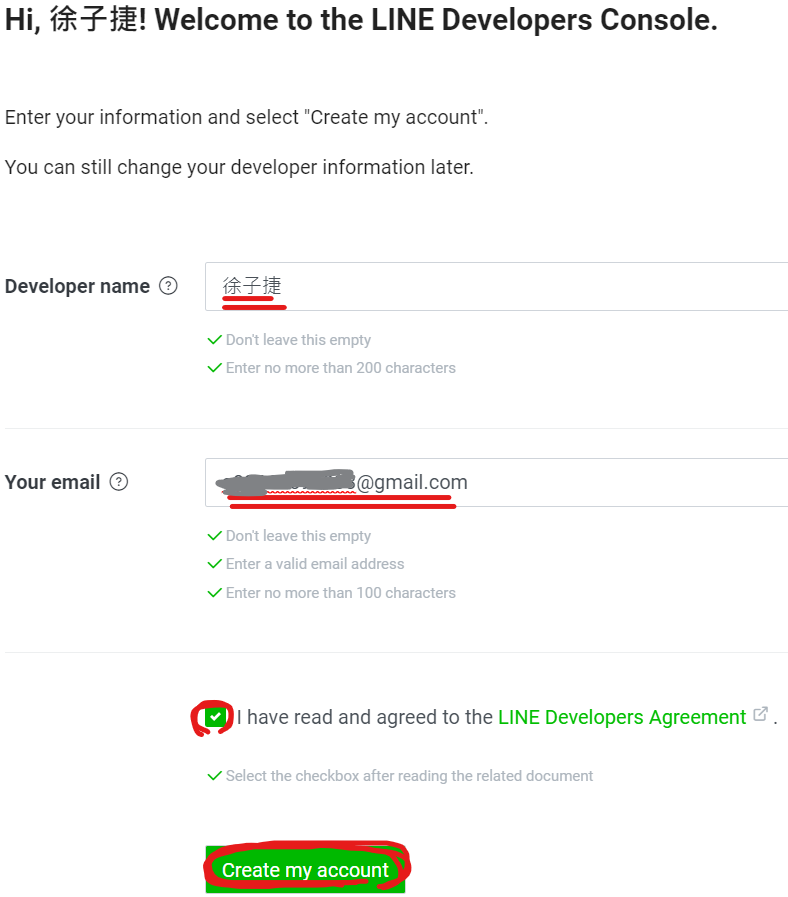 Hi, 徐子捷! Welcome to the LINE Developers Console.
Enter your information and select "Create my account".
You can still change your developer information later.
Developer name ?
徐子捷
Don't leave this empty
Enter no more than 200 characters
Your email ?
@gmail.com
Don't leave this empty
Enter a valid email address
Enter no more than 100 characters
I have read and agreed to the LINE Developers Agreement .
Select the checkbox after reading the related document
Create my account